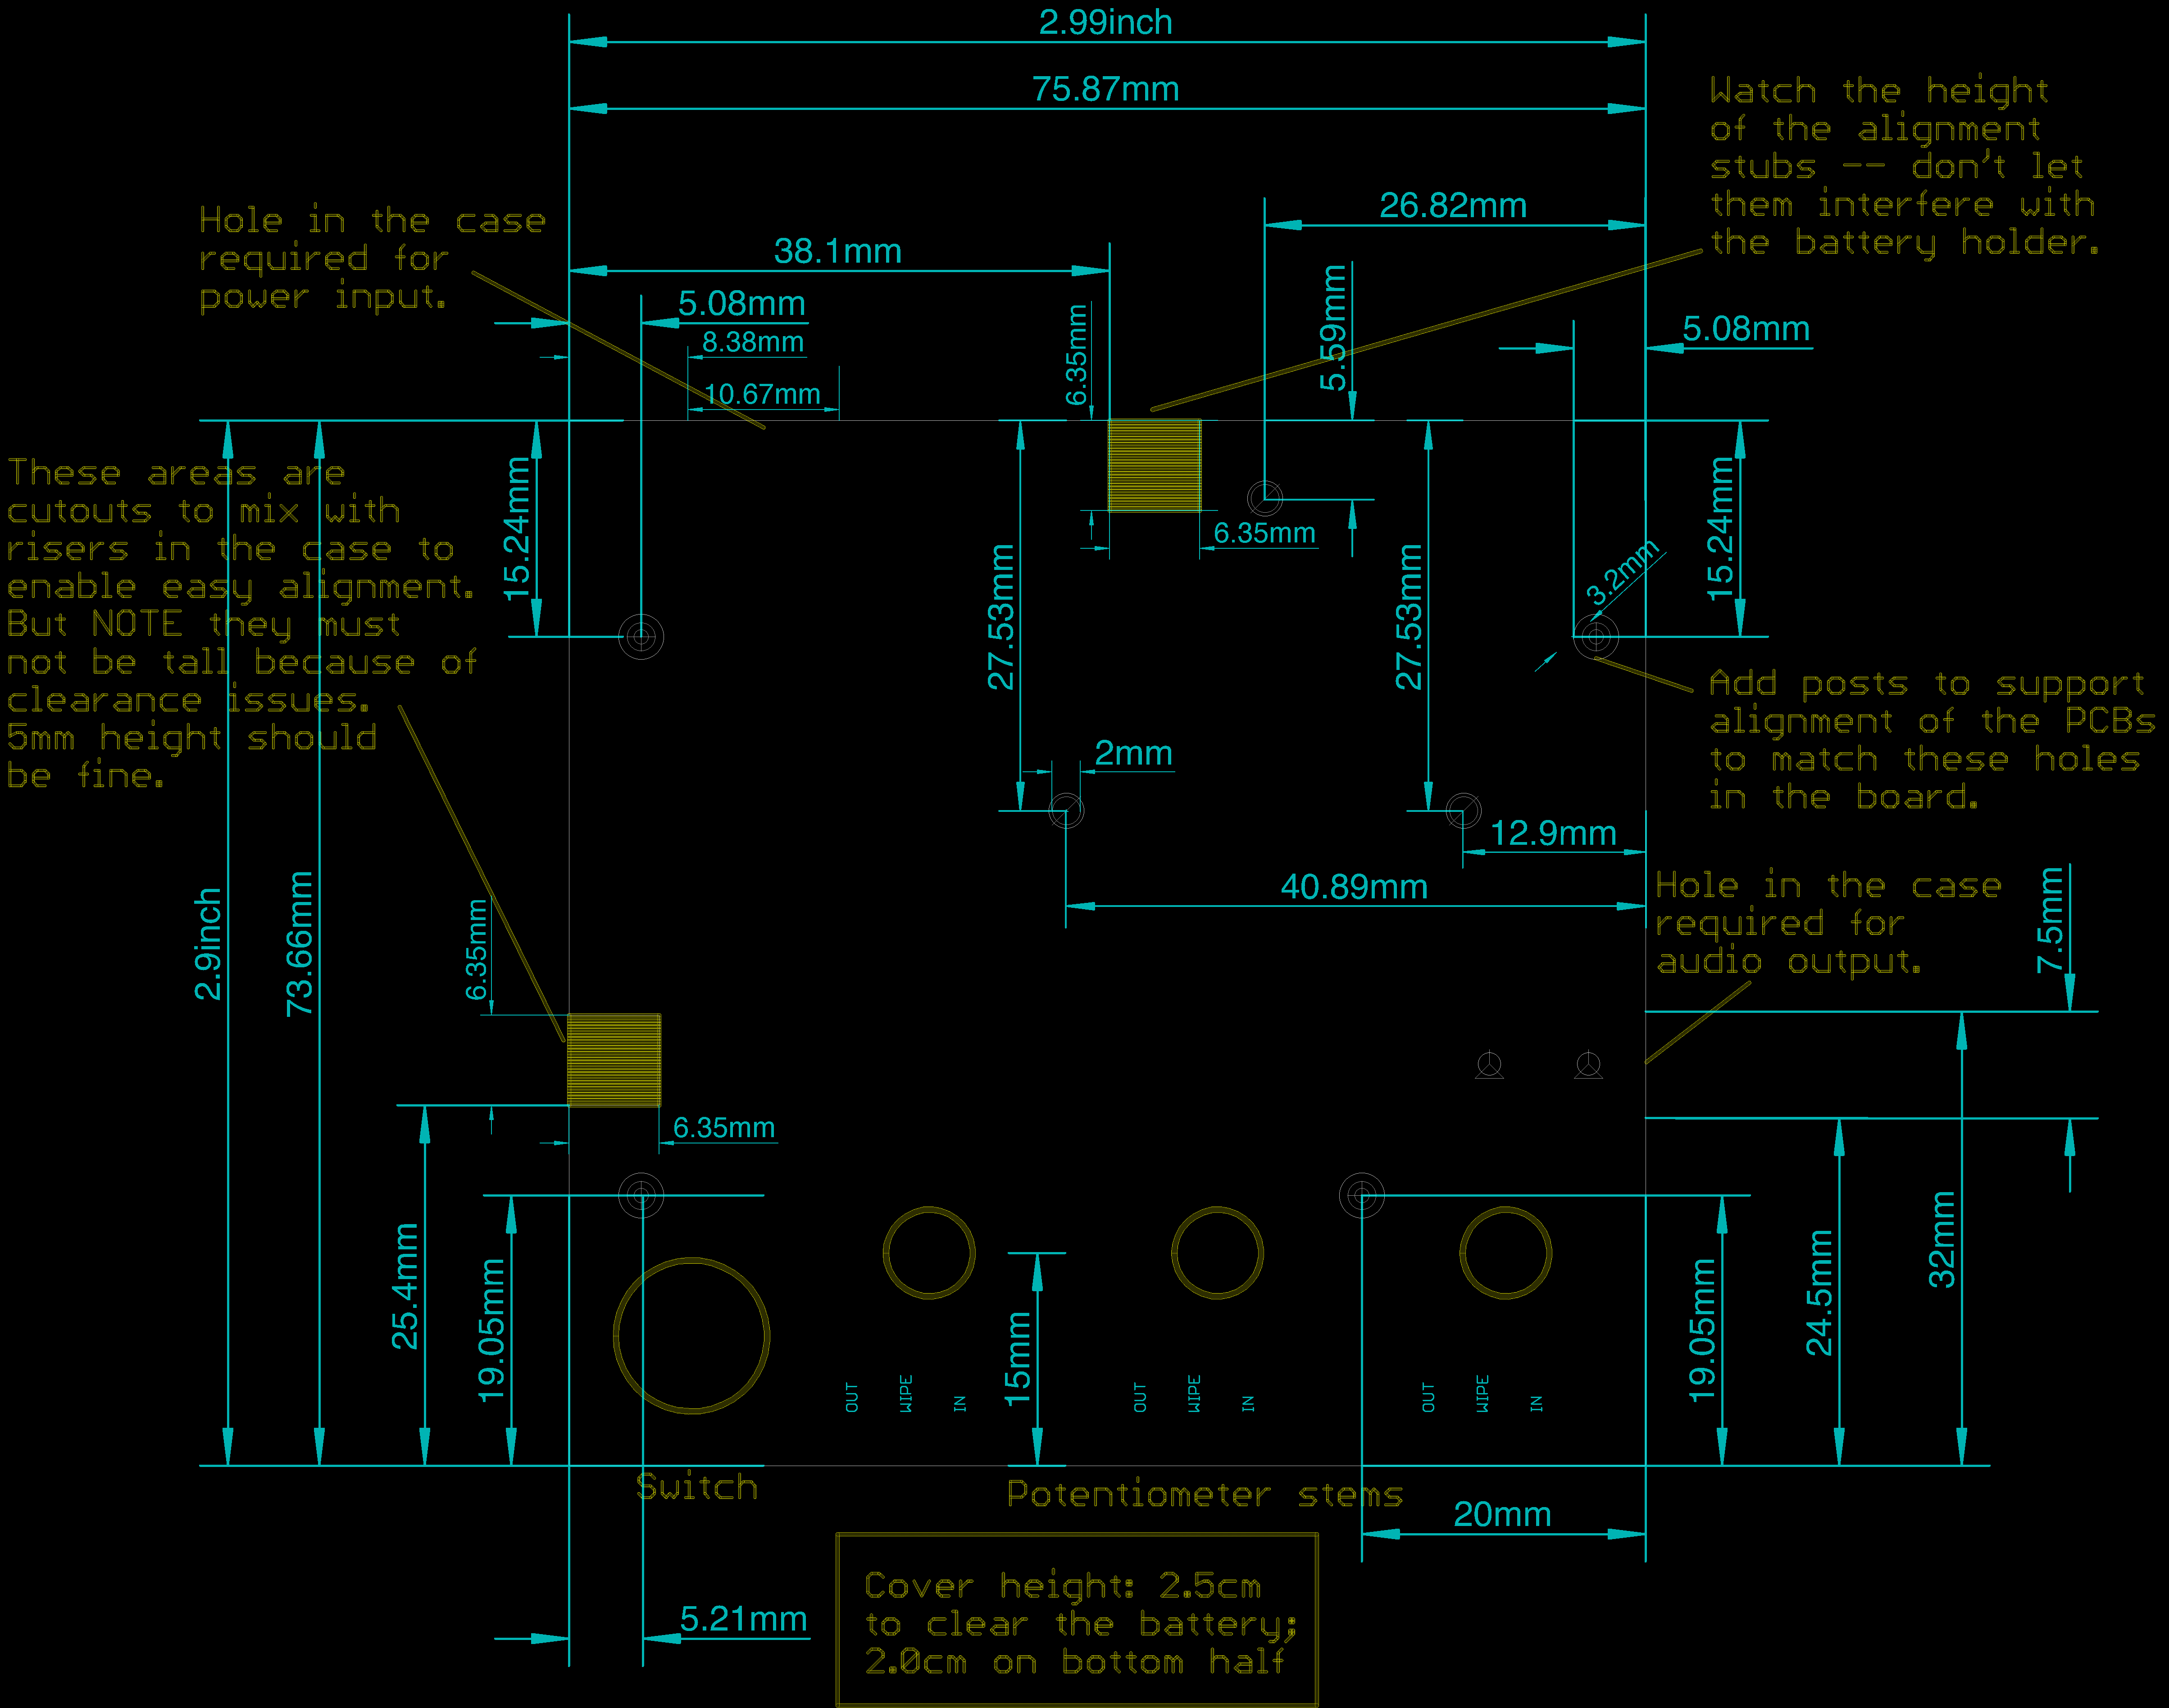 2.99inch
75.87mm
Watch the height
of the alignment
stubs -- don't let
them interfere with
the battery holder.
Hole in the case
required for
power input.
26.82mm
38.1mm
5.08mm
8.38mm
10.67mm
6.35mm
5.59mm
5.08mm
These areas are
cutouts to mix with
risers in the case to
enable easy alignment.
But NOTE they must
not be tall because of
clearance issues.
5mm height should
be fine.
15.24mm
27.53mm
6.35mm
27.53mm
3.2mm
15.24mm
Add posts to support
alignment of the PCBs
to match these holes
in the board.
2mm
12.9mm
40.89mm
Hole in the case
required for
audio output.
7.5mm
2.9inch
73.66mm
6.35mm
6.35mm
25.4mm
19.05mm
15mm
19.05mm
24.5mm
32mm
OUT
WIPE
IN
OUT
WIPE
IN
OUT
WIPE
IN
Switch
Potentiometer stems
20mm
5.21mm
Cover height: 2.5cm
to clear the battery;
2.0cm on bottom half